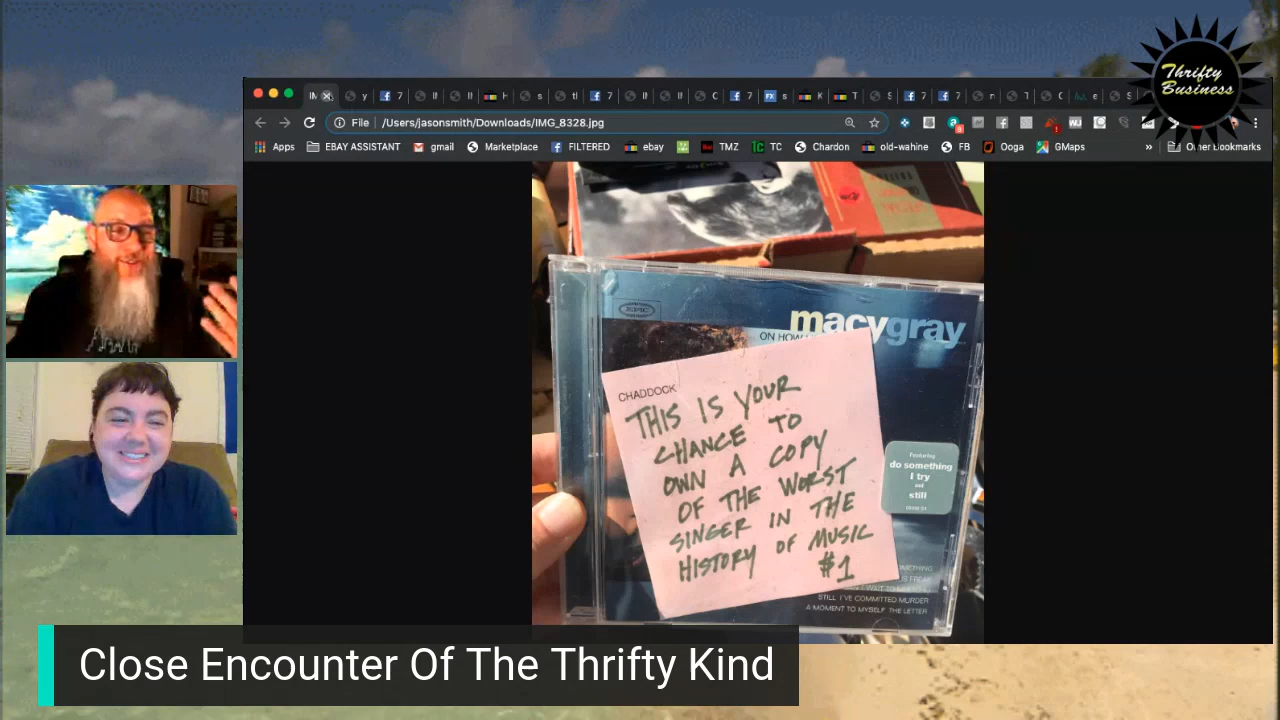 Thrifty
Business
File
/Users/jasonsmith/Downloads/IMG_8328.jpg
Apps
EBAY ASSISTANT
gmail
Marketplace
FILTERED
ebay
TMZ
TC
Chardon
old-wahine
FB
Ooga
GMaps
»
Other Bookmarks
EPIC
macygray
ON HOW
CHADDOCK
THIS IS YOUR
CHANCE TO
OWN A COPY
OF THE WORST
SINGER IN THE
HISTORY OF MUSIC
$1
Featuring
do something
I try
and
still
STILL I'VE COMMITTED MURDER
A MOMENT TO MYSELF THE LETTER
Close Encounter Of The Thrifty Kind